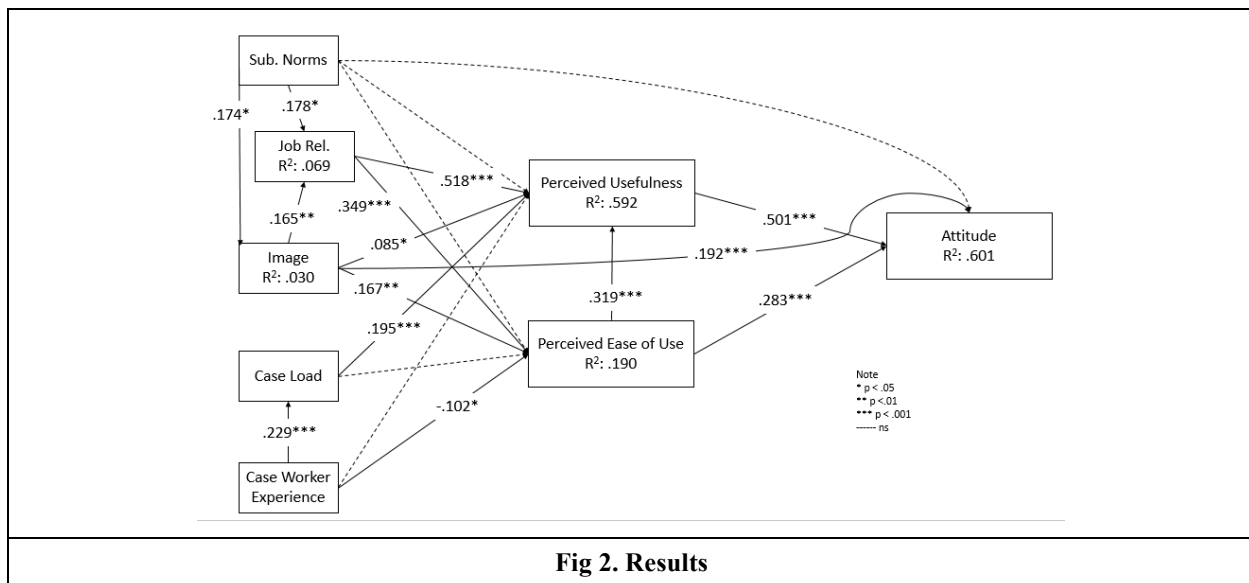 Sub. Norms
.174*
.178*
Job Rel.
R²: .069
.518***
.349***
.165**
Image
R²: .030
.085*
.167**
.195***
Case Load
.229***
Case Worker
Experience
-.102*
Perceived Usefulness
R²: .592
.319***
Perceived Ease of Use
R²: .190
.501***
.192***
.283***
Attitude
R²: .601
Note
* p < .05
** p <.01
*** p < .001
------ ns
Fig 2. Results